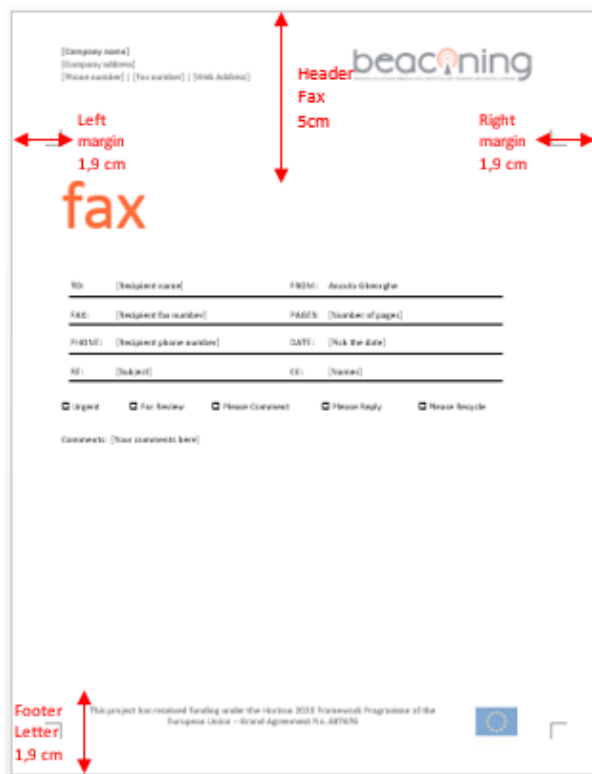 [Company name]
[Company address]
[Phone number] | [Fax number] | [Web Address]
beaconing
Header
Fax
5cm
Left
margin
1,9 cm
Right
margin
1,9 cm
fax
TO: [Recipient name] FROM: Ancuta Gheorghe
FAX: [Recipient fax number] PAGES: [Number of pages]
PHONE: [Recipient phone number] DATE: [Pick the date]
RE: [Subject] CC: [Names]
Urgent For Review Please Comment Please Reply Please Recycle
Comments: [Your comments here]
Footer
Letter
1,9 cm
This project has received funding under the Horizon 2020 Framework Programme of the
European Union – Grand Agreement No. 687676